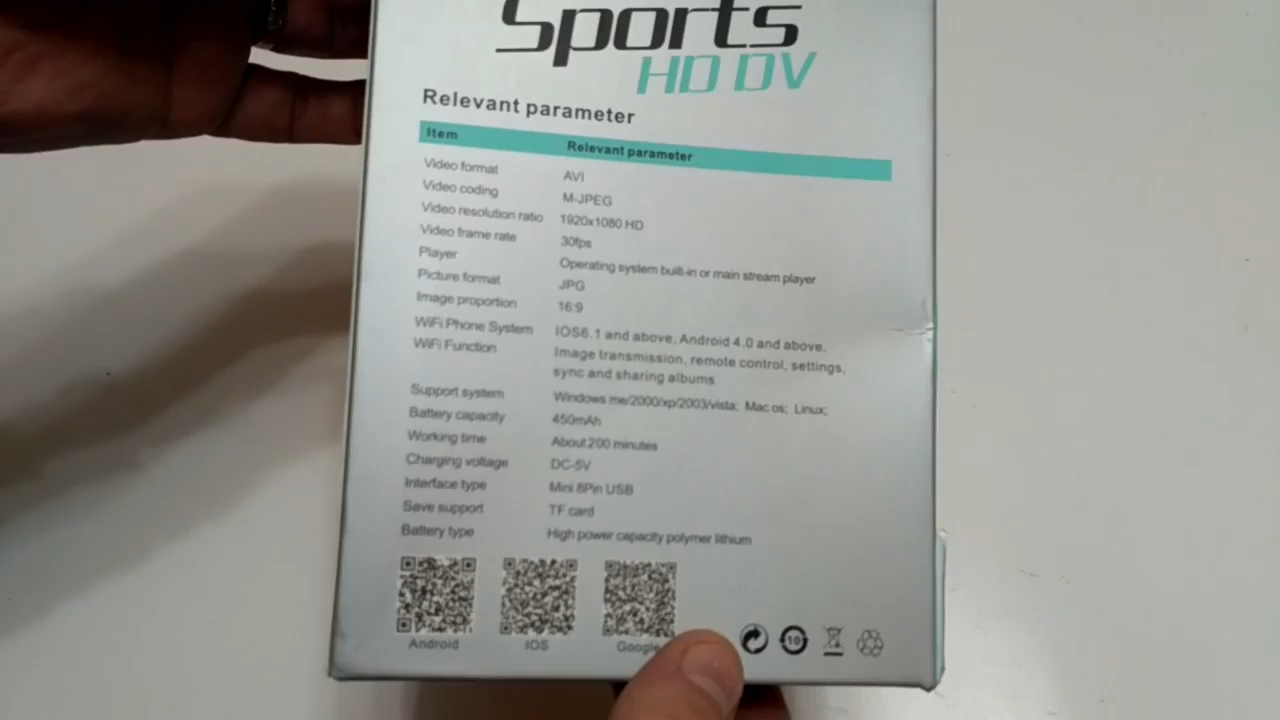 Sports
HD DV
Relevant parameter
Item Relevant parameter
Video format AVI
Video coding M-JPEG
Video resolution ratio 1920x1080 HD
Video frame rate 30fps
Player Operating system built-in or main stream player
Picture format JPG
Image proportion 16:9
WiFi Phone System IOS6.1 and above, Android 4.0 and above.
WiFi Function Image transmission, remote control, settings,
sync and sharing albums
Support system Windows me/2000/xp/2003/vista; Mac os; Linux;
Battery capacity 450mAh
Working time About 200 minutes
Charging voltage DC-5V
Interface type Mini 8Pin USB
Save support TF card
Battery type High power capacity polymer lithium
Android IOS Google
10